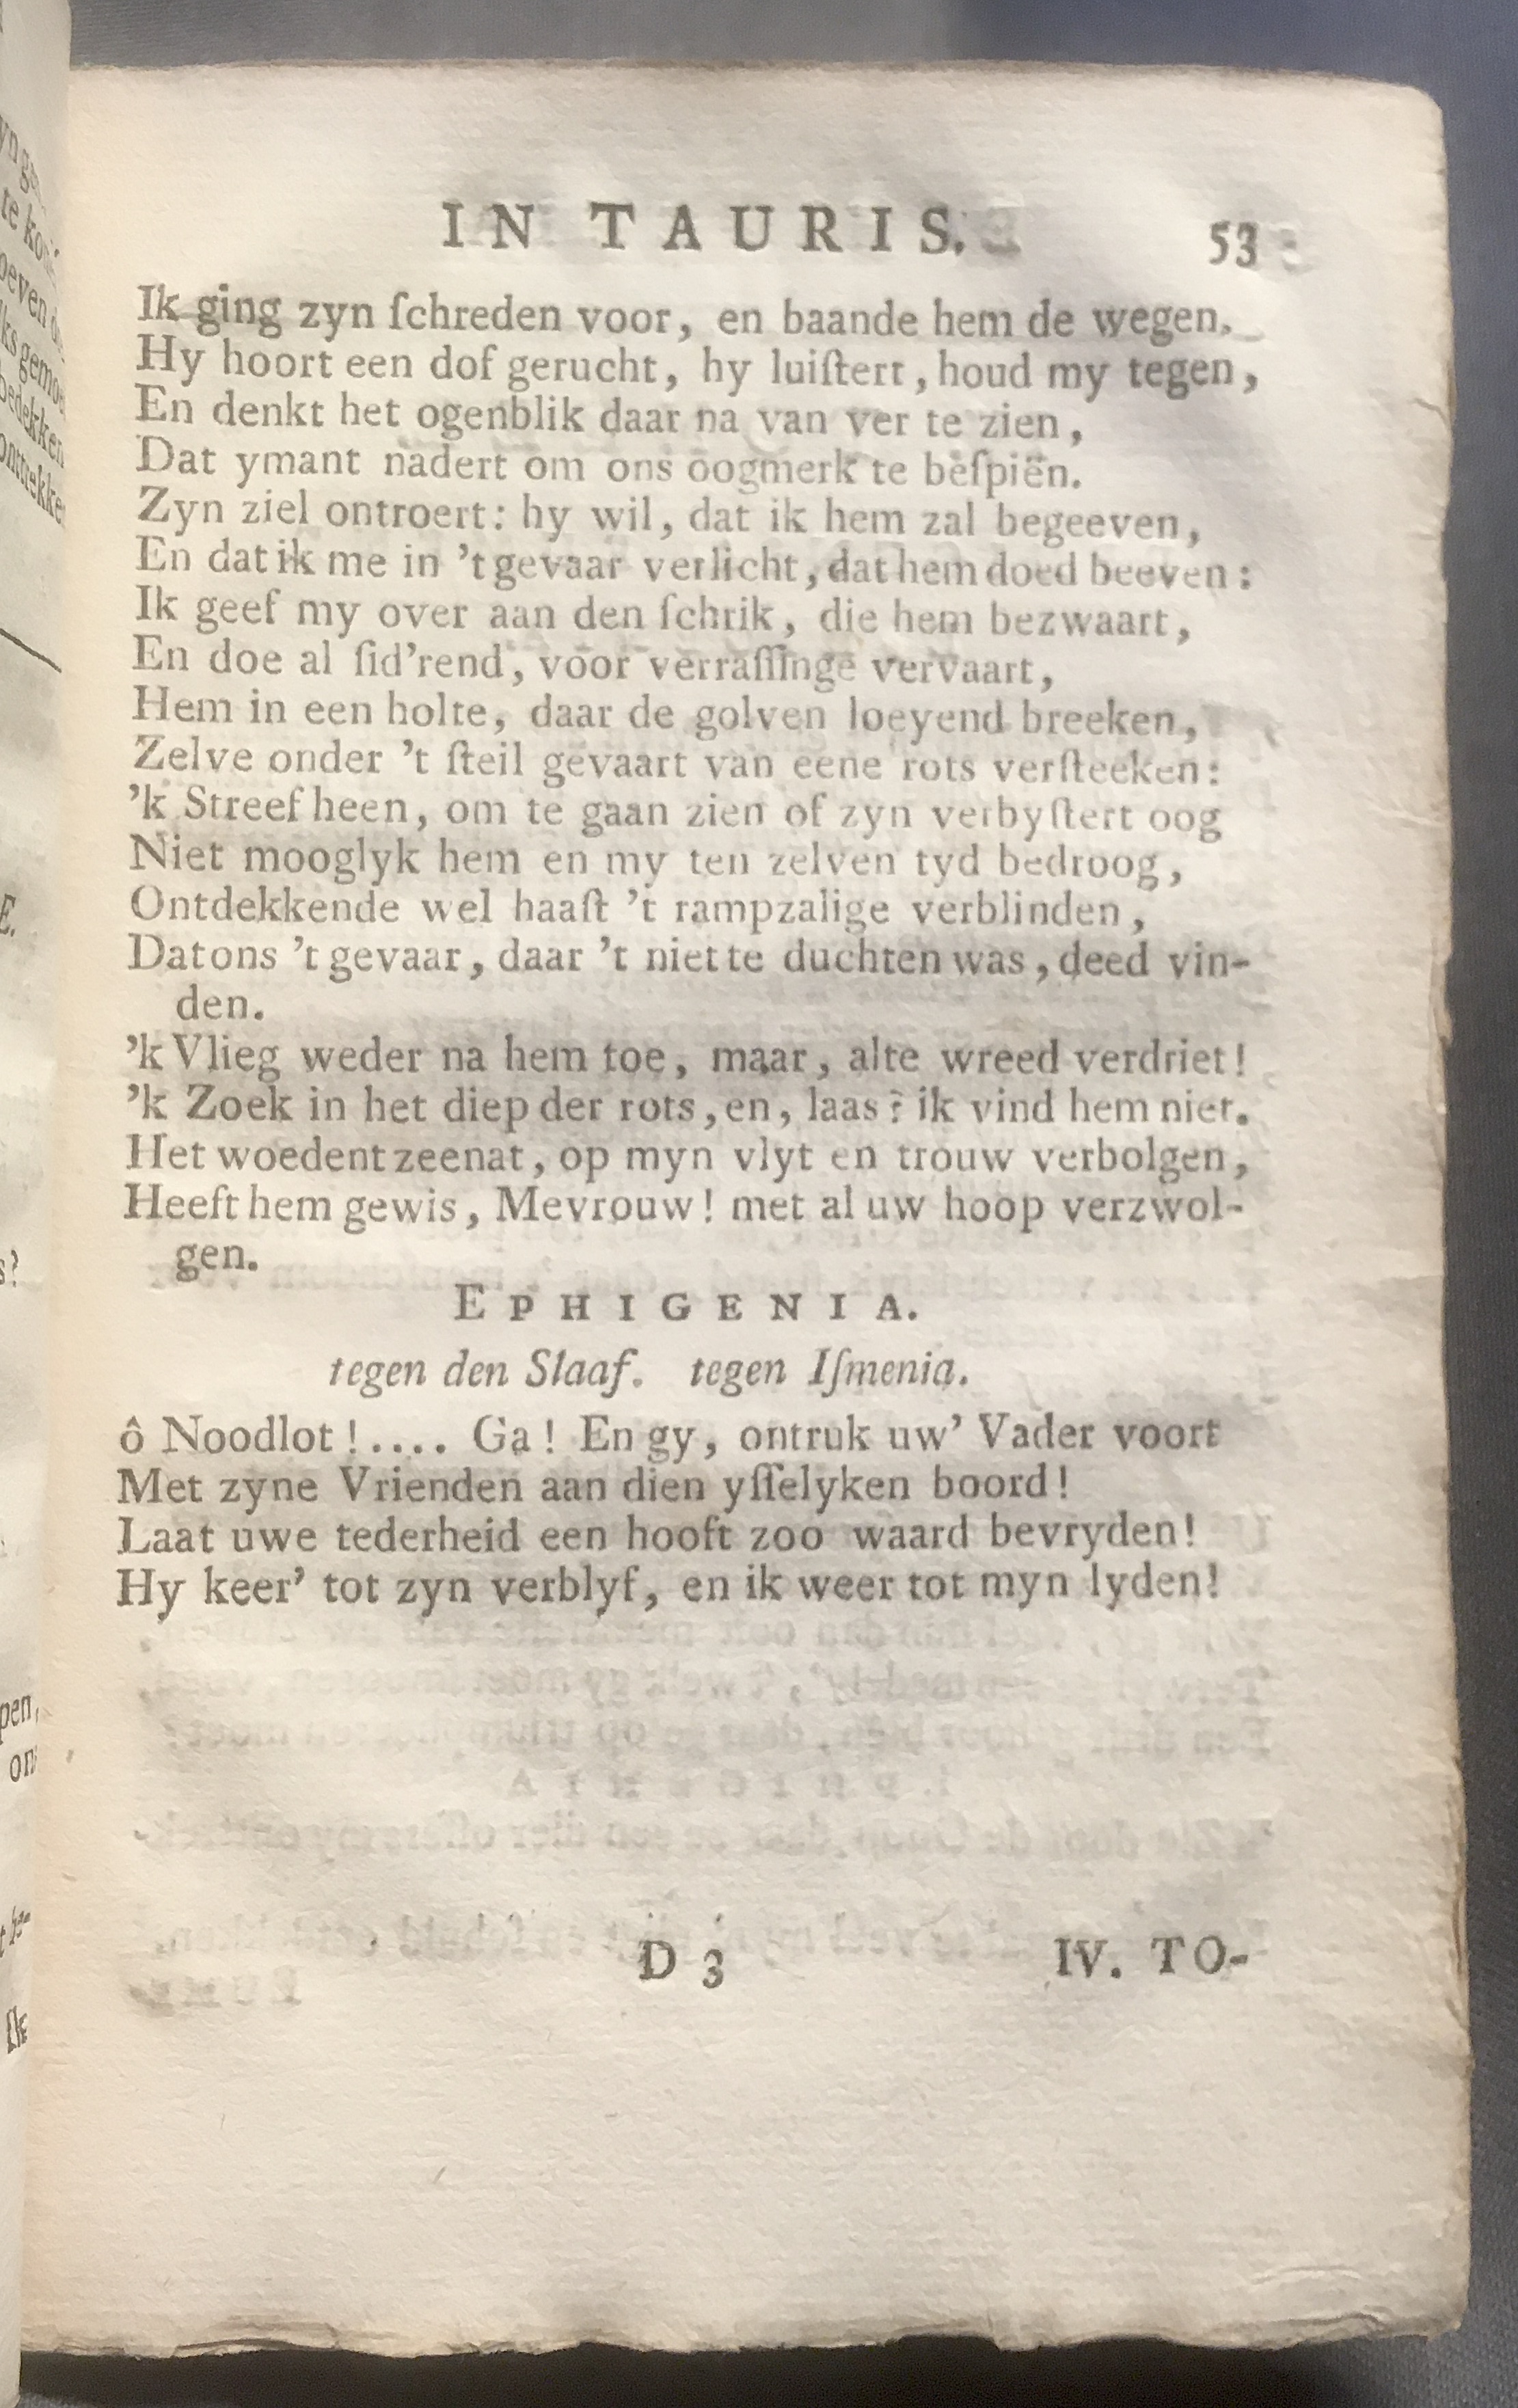 IN TAURIS. 53
Ik ging zyn ſchreden voor, en baande hem de wegen.
Hy hoort een dof gerucht, hy luiſtert, houd my tegen,
En denkt het ogenblik daar na van ver te zien,
Dat ymant nadert om ons oogmerk te beſpiën.
Zyn ziel ontroert: hy wil, dat ik hem zal begeeven,
En dat ik me in 't gevaar verlicht, dat hem doed beeven:
Ik geef my over aan den ſchrik, die hem bezwaart,
En doe al ſid'rend, voor verraſſinge vervaart,
Hem in een holte, daar de golven loeyend breeken,
Zelve onder 't ſteil gevaart van eene rots verſteeken:
'k Streef heen, om te gaan zien of zyn verbyſtert oog
Niet mooglyk hem en my ten zelven tyd bedroog,
Ontdekkende wel haaſt 't rampzalige verblinden,
Dat ons 't gevaar, daar 't niet te duchten was, deed vin-
den.
'k Vlieg weder na hem toe, maar, alte wreed verdriet!
'k Zoek in het diep der rots, en, laas? ik vind hem niet.
Het woedent zeenat, op myn vlyt en trouw verbolgen,
Heeft hem gewis, Mevrouw! met al uw hoop verzwol-
gen.
EPHIGENIA.
tegen den Slaaf. tegen Iſmenia.
ô Noodlot!.... Ga! En gy, ontruk uw' Vader voort
Met zyne Vrienden aan dien yſſelyken boord!
Laat uwe tederheid een hooft zoo waard bevryden!
Hy keer' tot zyn verblyf, en ik weer tot myn lyden!
D 3 IV. TO-